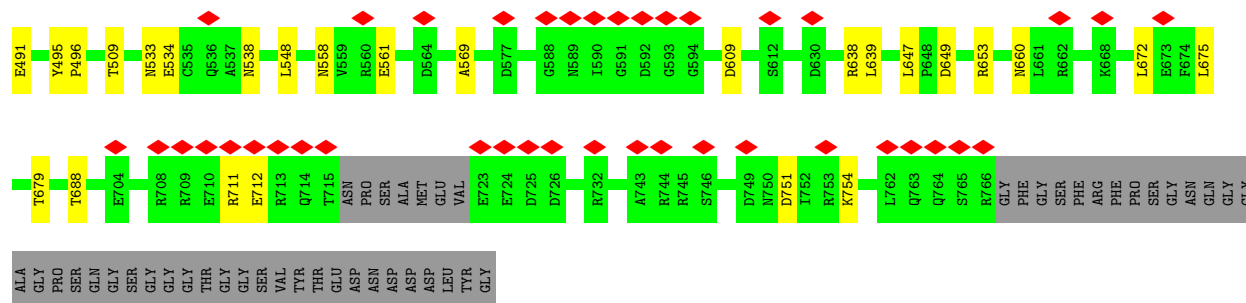 E491 Y495 P496 T509 N533 E534 C535 Q536 A537 N538 L548 N558 V559 R560 E561 D564 A569 D577 G588 N589 I590 G591 D592 G593 G594 D609 S612 D630 R638 L639 L647 P648 D649 R653 N660 L661 R662 K668 L672 E673 F674 L675
T679 T688 E704 R708 R709 E710 R711 E712 R713 Q714 T715 ASN PRO SER ALA MET GLU VAL E723 E724 D725 D726 R732 A743 R744 R745 S746 D749 N750 D751 I752 R753 K754 L762 Q763 Q764 S765 R766 GLY PHE GLY SER PHE ARG PHE PRO SER GLY ASN GLN GLY GLY
ALA GLY PRO SER GLN GLY SER GLY GLY GLY THR GLY GLY SER VAL TYR THR GLU ASP ASN ASP ASP ASP LEU TYR GLY